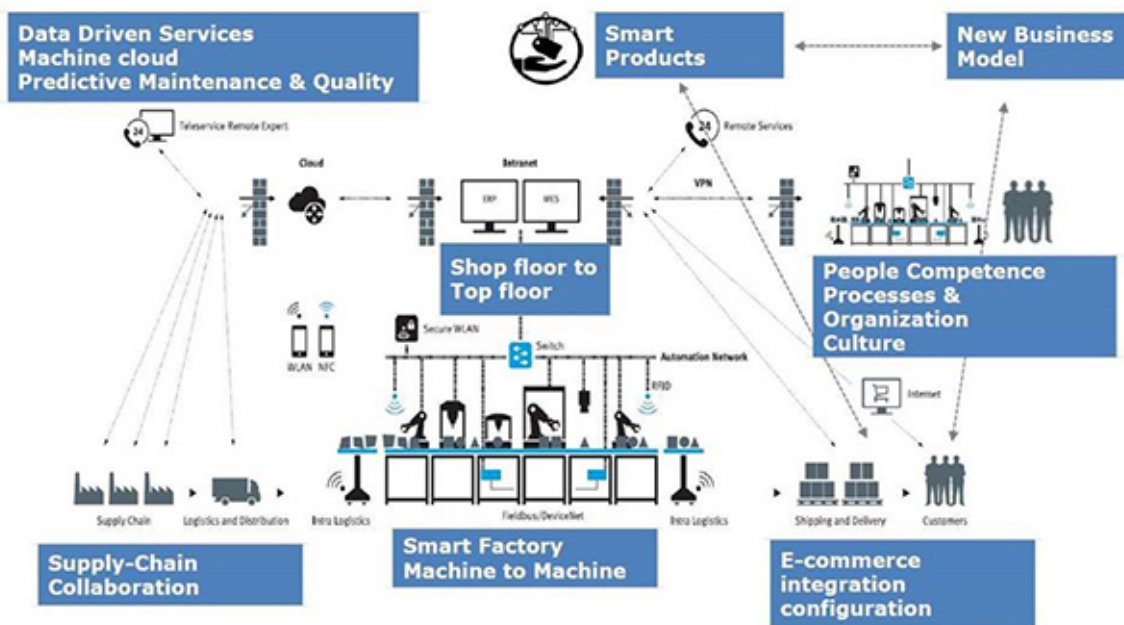 Data Driven Services
Machine cloud
Predictive Maintenance & Quality
Smart
Products
New Business
Model
24
Teleservice Remote Expert
24
Remote Services
Cloud
Intranet
VPN
ERP
MES
Shop floor to
Top floor
People Competence
Processes &
Organization
Culture
Secure WLAN
Switch
WLAN
NFC
Automation Network
RFID
Internet
Supply Chain
Logistics and Distribution
Intra Logistics
Fieldbus/DeviceNet
Intra Logistics
Shipping and Delivery
Customers
Supply-Chain
Collaboration
Smart Factory
Machine to Machine
E-commerce
integration
configuration